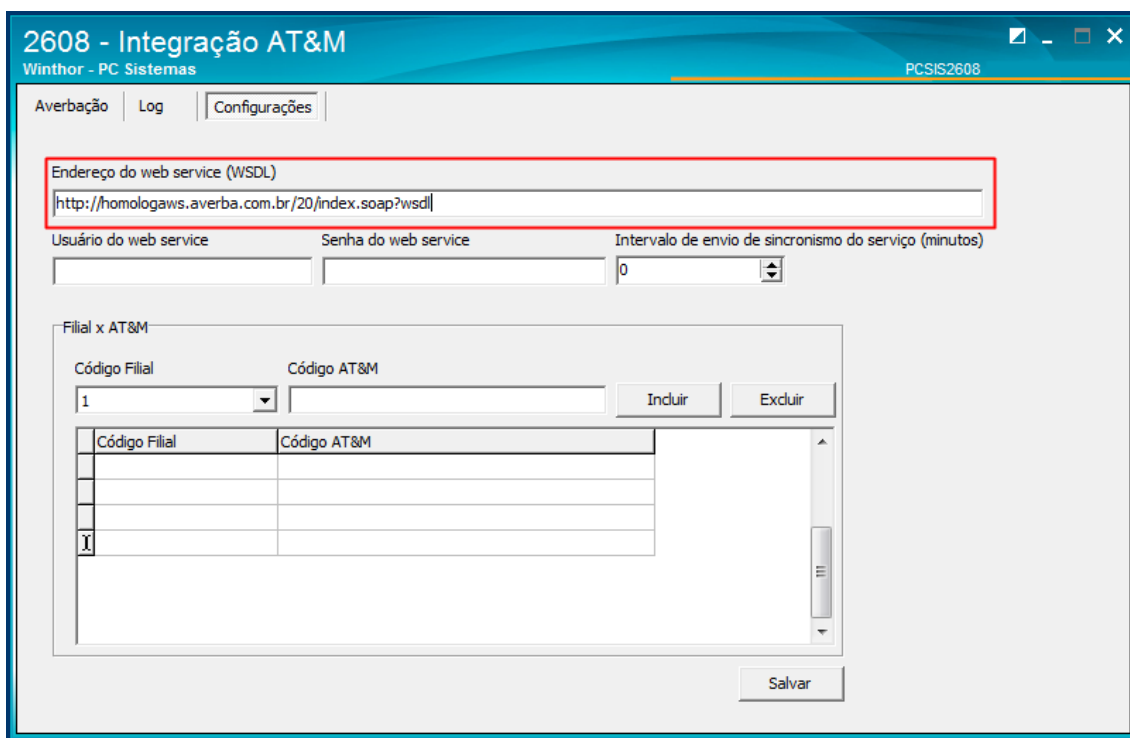 2608 - Integração AT&M
Winthor - PC Sistemas
PCSIS2608
Averbação Log Configurações
Endereço do web service (WSDL)
http://homologaws.averba.com.br/20/index.soap?wsdl
Usuário do web service Senha do web service Intervalo de envio de sincronismo do serviço (minutos)
0
Filial x AT&M
Código Filial Código AT&M
1 Incluir Excluir
Código Filial Código AT&M
Salvar